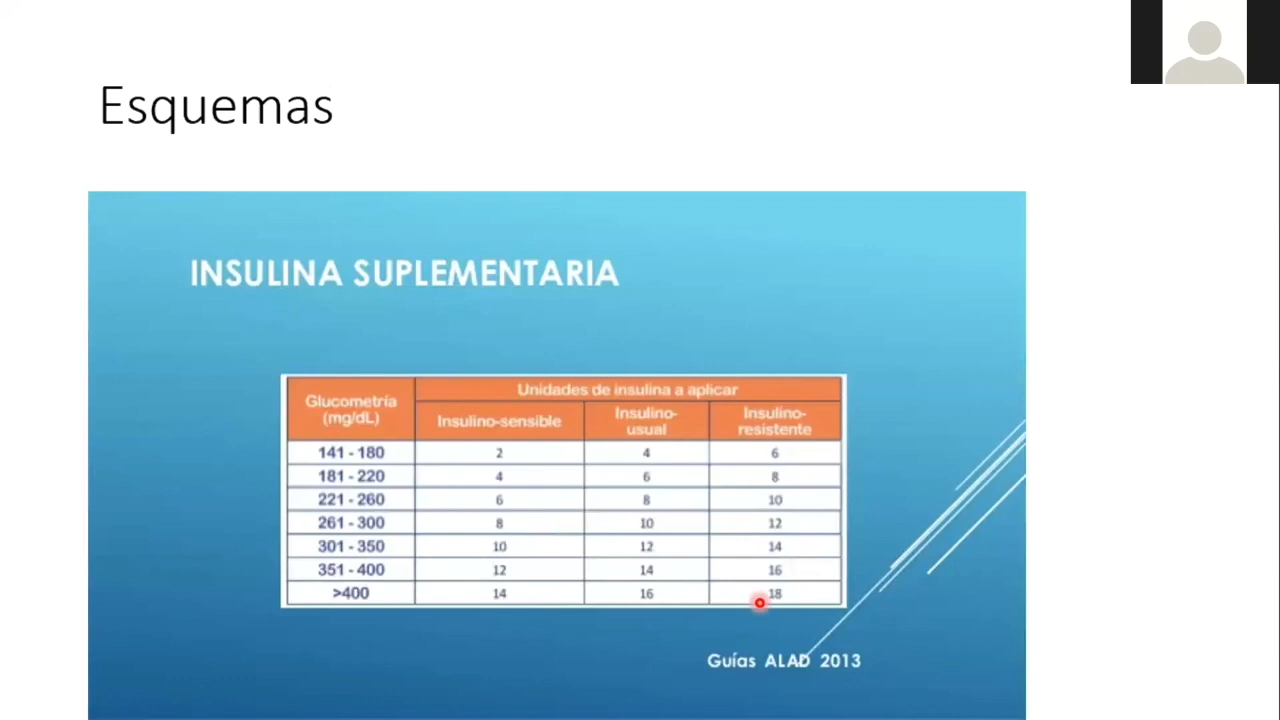 Esquemas
INSULINA SUPLEMENTARIA
Glucometría (mg/dL) Unidades de insulina a aplicar
Insulino-sensible Insulino-usual Insulino-resistente
141 - 180 2 4 6
181 - 220 4 6 8
221 - 260 6 8 10
261 - 300 8 10 12
301 - 350 10 12 14
351 - 400 12 14 16
>400 14 16 18
Guías ALAD 2013